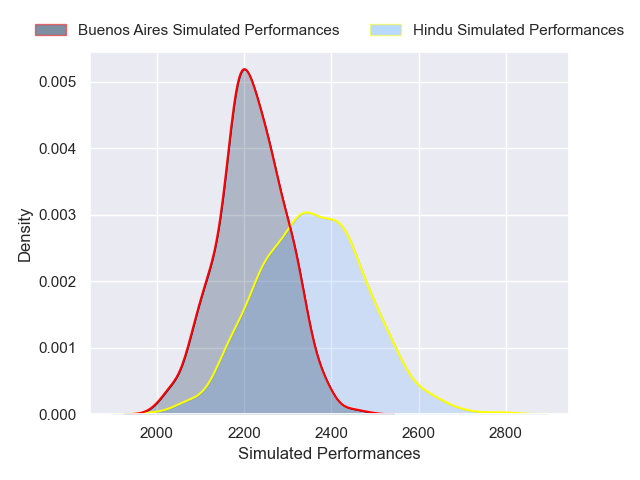 Buenos Aires Simulated Performances
Hindu Simulated Performances
0.005
0.004
0.003
0.002
0.001
0.000
Density
2000 2200 2400 2600 2800
Simulated Performances